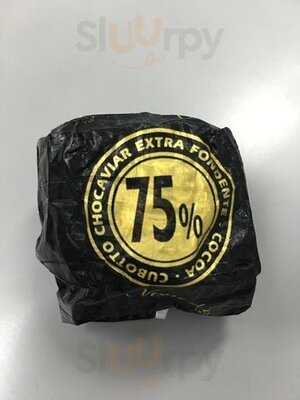 Sluurpy
CUBOTTO CHOCAVIAR EXTRA FONDENTE · COCOA ·
75%
Sluurpy